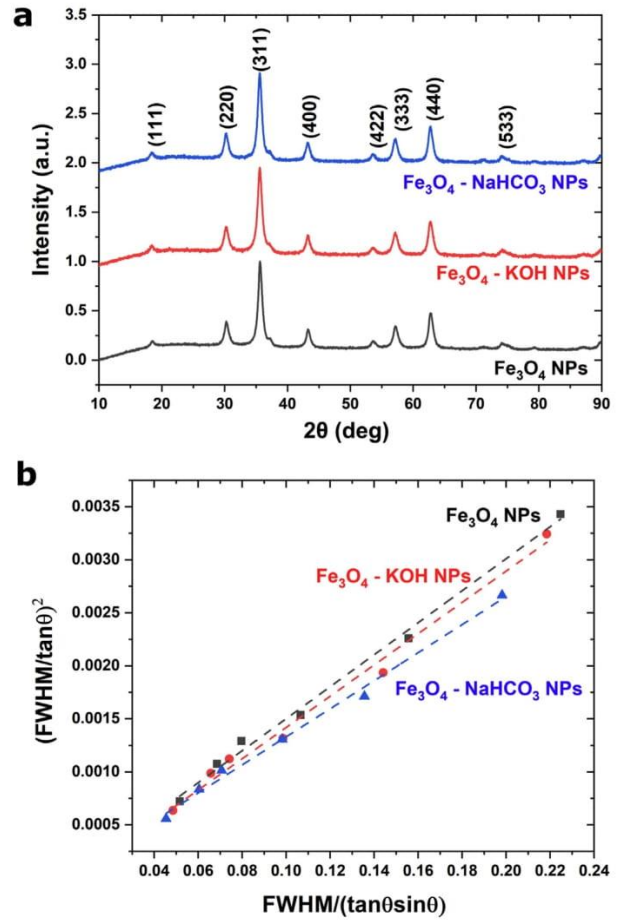 a
3.5
3.0
2.5
2.0
1.5
1.0
0.5
0.0
Intensity (a.u.)
(111)
(220)
(311)
(400)
(422)
(333)
(440)
(533)
Fe₃O₄ - NaHCO₃ NPs
Fe₃O₄ - KOH NPs
Fe₃O₄ NPs
10 20 30 40 50 60 70 80 90
2θ (deg)
b
0.0035
0.0030
0.0025
0.0020
0.0015
0.0010
0.0005
(FWHM/tanθ)²
Fe₃O₄ NPs
Fe₃O₄ - KOH NPs
Fe₃O₄ - NaHCO₃ NPs
0.04 0.06 0.08 0.10 0.12 0.14 0.16 0.18 0.20 0.22 0.24
FWHM/(tanθsinθ)